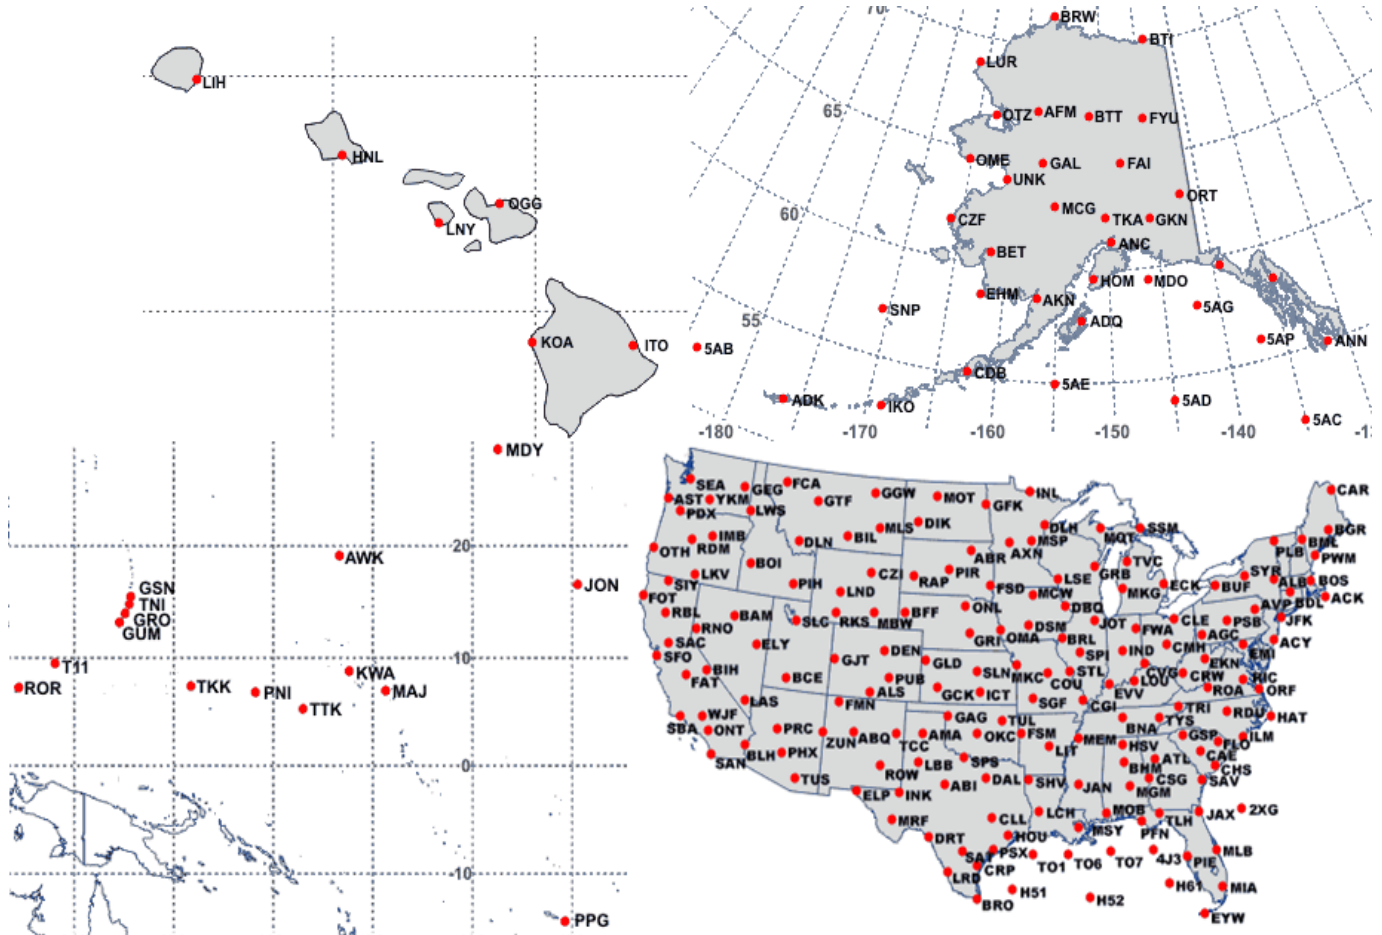 LIH
HNL
OGG
LNY
KOA
ITO
5AB
70
BRW
BTI
LUR
65
OTZ
AFM
BTT
FYU
OME
GAL
FAI
UNK
ORT
60
CZF
MCG
TKA
GKN
BET
ANC
EHM
AKN
HOM
MDO
SNP
5AG
55
ADQ
5AP
ANN
CDB
5AE
ADK
IKO
5AD
5AC
-180
-170
-160
-150
-140
MDY
20
AWK
JON
GSN
TNI
GRO
GUM
10
T11
ROR
TKK
PNI
TTK
KWA
MAJ
0
-10
PPG
SEA
GEG
FCA
GGW
MOT
INL
CAR
AST
YKM
LWS
GTF
GFK
PDX
MLS
DIK
DLH
MQT
SSM
BGR
OTH
RDM
IMB
DLN
BIL
ABR
AXN
MSP
TVC
PLB
BML
PWM
BOI
GRB
SYR
SIY
LKV
PIH
CZI
RAP
PIR
FSD
LSE
MKG
ECK
BUF
ALB
BOS
FOT
LND
MCW
BDL
ACK
RBL
BAM
SLC
RKS
MBW
BFF
ONL
DBQ
AVP
JFK
RNO
GRI
OMA
DSM
JOT
FWA
CLE
PSB
SAC
ELY
DEN
BRL
AGC
ACY
SFO
GJT
GLD
SPI
IND
CMH
EMI
FAT
BIH
BCE
PUB
SLN
MKC
COU
STL
LOU
CRW
EKN
RIC
ALS
GCK
ICT
EVV
ROA
ORF
LAS
FMN
SGF
CGI
TRI
SBA
WJF
ONT
GAG
TUL
BNA
TYS
RDU
HAT
PRC
ZUN
ABQ
TCC
AMA
OKC
FSM
MEM
GSP
FLO
ILM
SAN
BLH
PHX
LIT
HSV
ATL
CAE
TUS
ROW
LBB
SPS
BHM
CSG
CHS
ELP
INK
ABI
DAL
SHV
JAN
MGM
SAV
MRF
CLL
LCH
MOB
TLH
JAX
2XG
DRT
HOU
MSY
PFN
SAT
PSX
TO1
TO6
TO7
4J3
PIE
MLB
LRD
CRP
H51
H52
H61
MIA
BRO
EYW